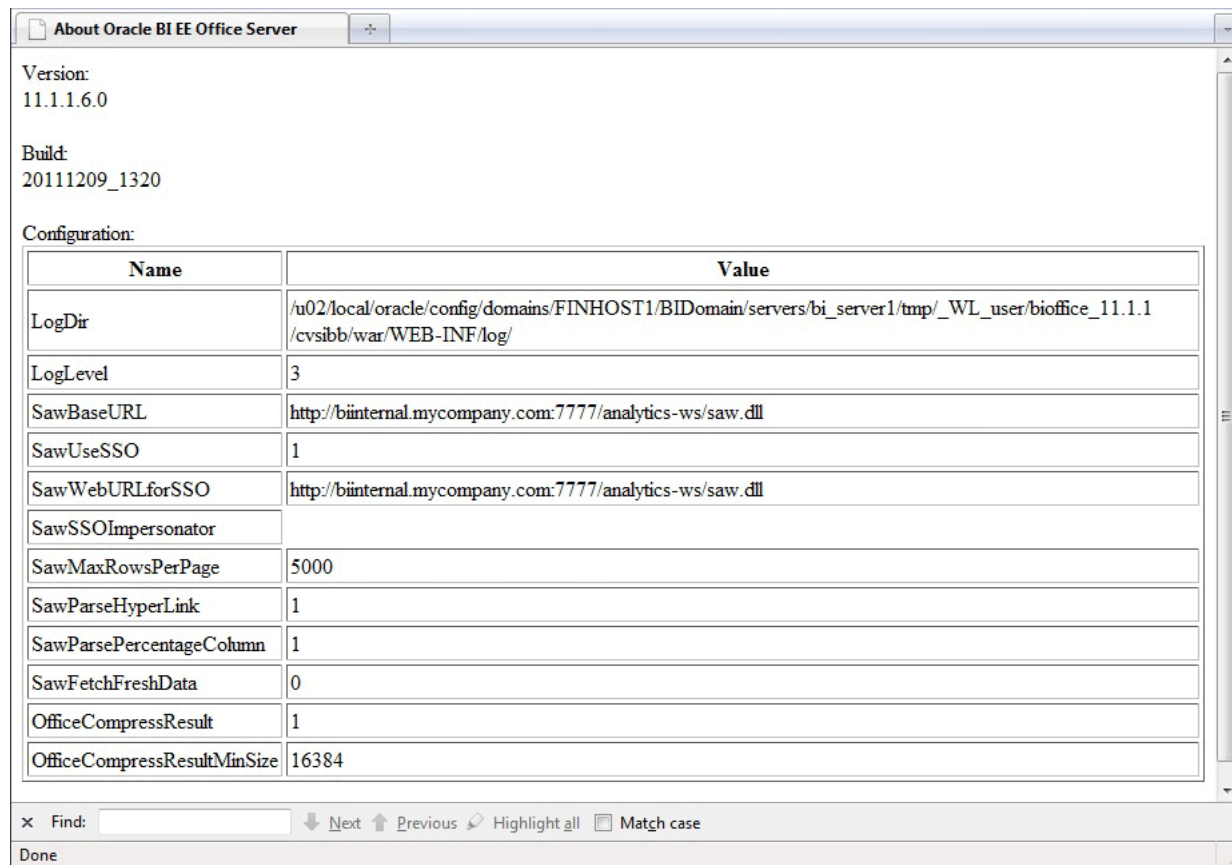 About Oracle BI EE Office Server
Version:
11.1.1.6.0
Build:
20111209_1320
Configuration:
Name Value
LogDir /u02/local/oracle/config/domains/FINHOST1/BIDomain/servers/bi_server1/tmp/_WL_user/bioffice_11.1.1
/cvsibb/war/WEB-INF/log/
LogLevel 3
SawBaseURL http://biinternal.mycompany.com:7777/analytics-ws/saw.dll
SawUseSSO 1
SawWebURLforSSO http://biinternal.mycompany.com:7777/analytics-ws/saw.dll
SawSSOImpersonator
SawMaxRowsPerPage 5000
SawParseHyperLink 1
SawParsePercentageColumn 1
SawFetchFreshData 0
OfficeCompressResult 1
OfficeCompressResultMinSize 16384
× Find: Next Previous Highlight all Match case
Done